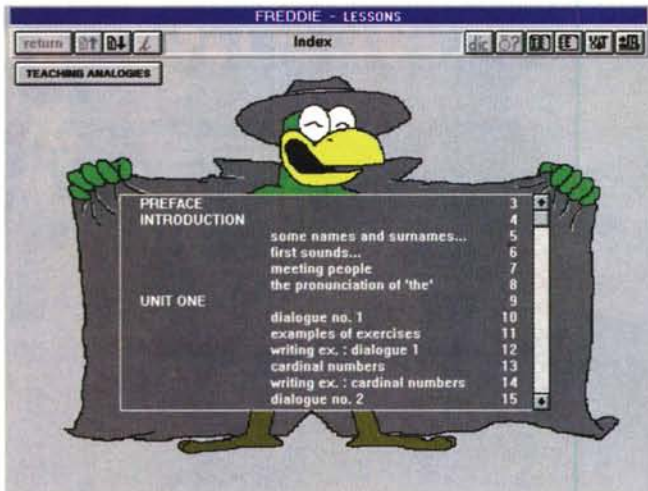 FREDDIE - LESSONS
return Index dic
TEACHING ANALOGIES
PREFACE 3
INTRODUCTION 4
some names and surnames... 5
first sounds... 6
meeting people 7
the pronunciation of 'the' 8
UNIT ONE 9
dialogue no. 1 10
examples of exercises 11
writing ex. : dialogue 1 12
cardinal numbers 13
writing ex. : cardinal numbers 14
dialogue no. 2 15